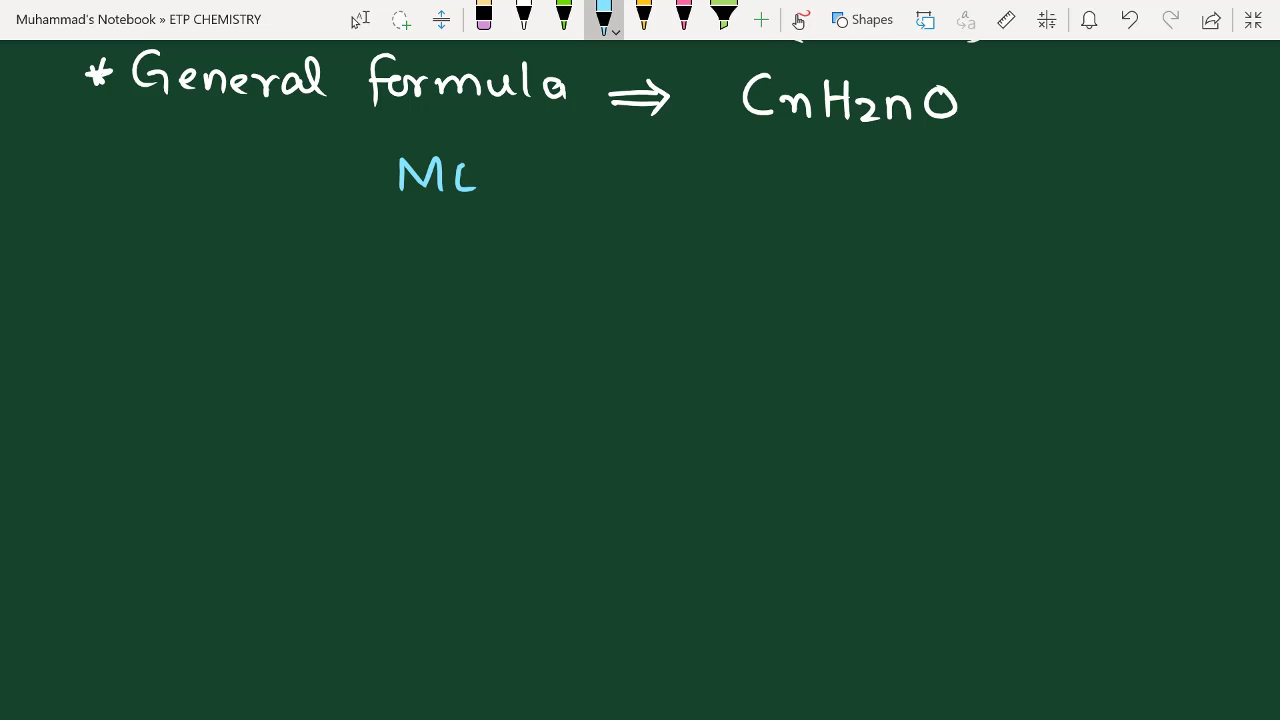 Muhammad's Notebook » ETP CHEMISTRY
Shapes
* General formula ⇒ CnH2nO
MC